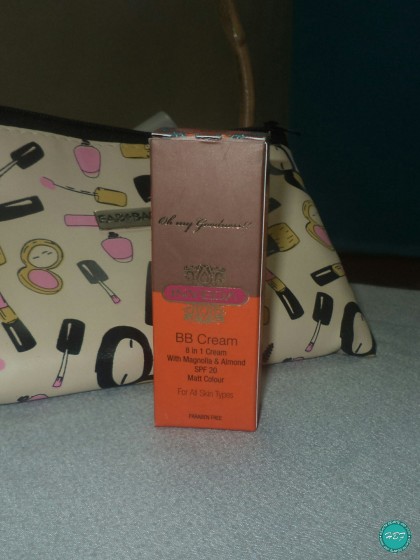 Oh my Goodness!!
BB Cream
8 in 1 Cream
With Magnolia & Almond
SPF 20
Matt Colour
For All Skin Types
PARABEN FREE
HBF